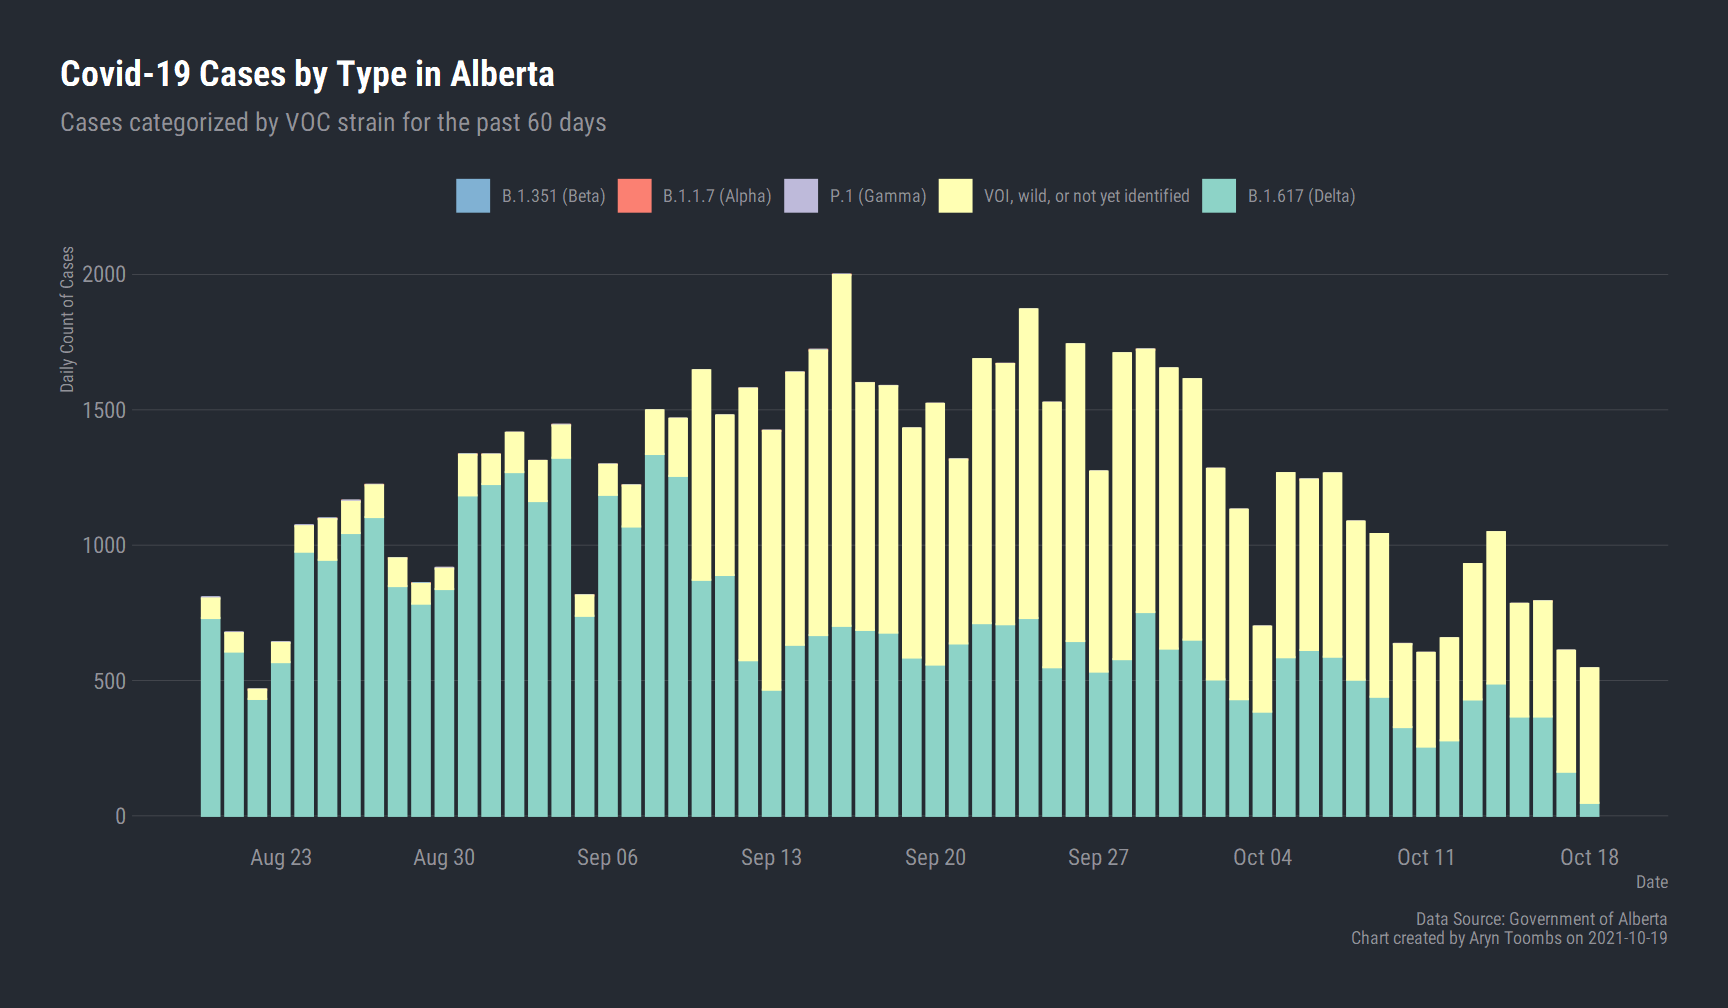 Covid-19 Cases by Type in Alberta
Cases categorized by VOC strain for the past 60 days
B.1.351 (Beta) B.1.1.7 (Alpha) P.1 (Gamma) VOI, wild, or not yet identified B.1.617 (Delta)
Daily Count of Cases
2000
1500
1000
500
0
Aug 23 Aug 30 Sep 06 Sep 13 Sep 20 Sep 27 Oct 04 Oct 11 Oct 18
Date
Data Source: Government of Alberta
Chart created by Aryn Toombs on 2021-10-19